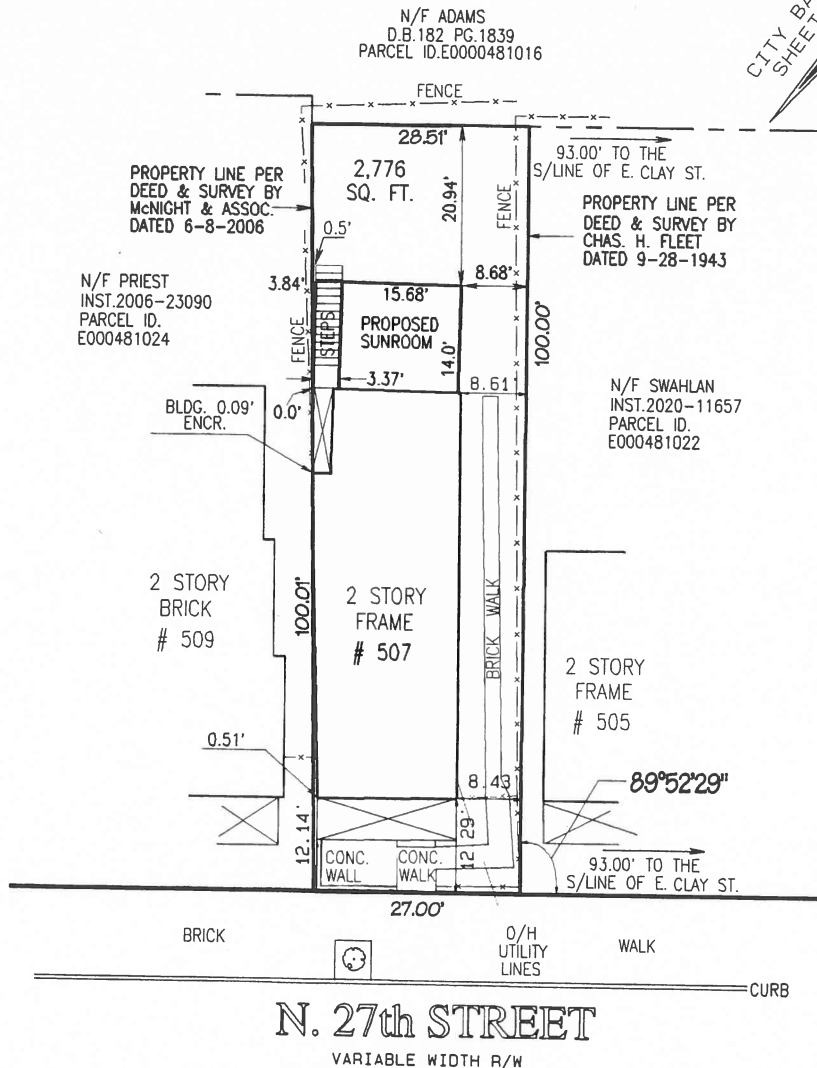 N/F ADAMS
D.B.182 PG.1839
PARCEL ID.E0000481016
CITY BA
SHEET
FENCE
28.51'
93.00' TO THE
S/LINE OF E. CLAY ST.
2,776
SQ. FT.
20.94'
FENCE
PROPERTY LINE PER
DEED & SURVEY BY
McNIGHT & ASSOC.
DATED 6-8-2006
PROPERTY LINE PER
DEED & SURVEY BY
CHAS. H. FLEET
DATED 9-28-1943
0.5'
3.84'
8.68'
N/F PRIEST
INST.2006-23090
PARCEL ID.
E000481024
15.68'
PROPOSED
SUNROOM
STEPS
FENCE
14.0'
100.00'
3.37'
8.61'
N/F SWAHLAN
INST.2020-11657
PARCEL ID.
E000481022
BLDG. 0.09'
ENCR.
0.0'
2 STORY
BRICK
# 509
100.01'
2 STORY
FRAME
# 507
BRICK WALK
2 STORY
FRAME
# 505
0.51'
8.43
89°52'29"
12.14'
12.29'
CONC.
WALL
CONC.
WALK
93.00' TO THE
S/LINE OF E. CLAY ST.
27.00'
BRICK
O/H
UTILITY
LINES
WALK
CURB
N. 27th STREET
VARIABLE WIDTH R/W